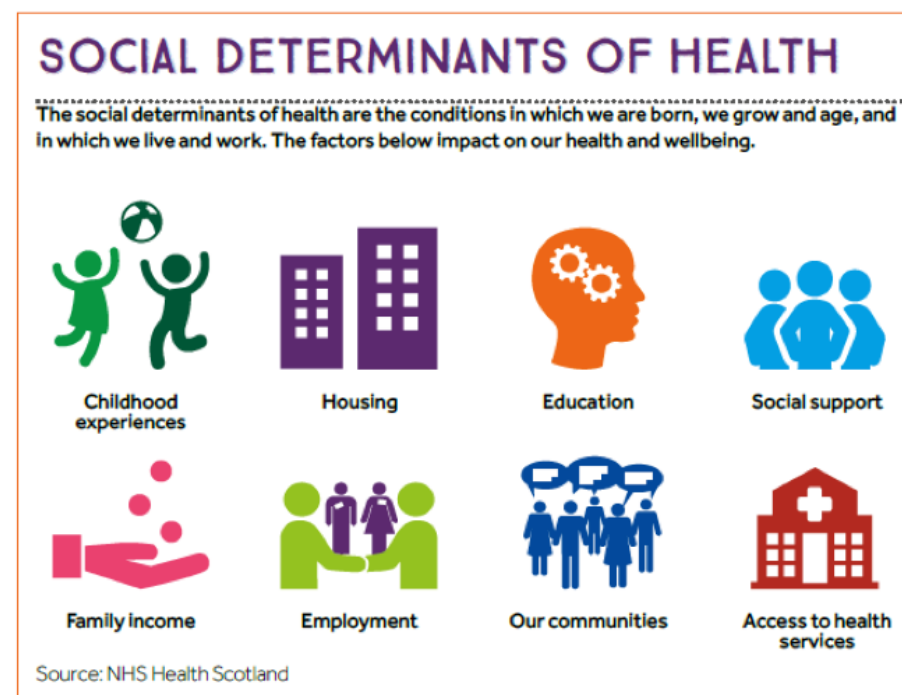 SOCIAL DETERMINANTS OF HEALTH
The social determinants of health are the conditions in which we are born, we grow and age, and
in which we live and work. The factors below impact on our health and wellbeing.
Childhood
experiences
Housing
Education
Social support
Family income
Employment
Our communities
Access to health
services
Source: NHS Health Scotland